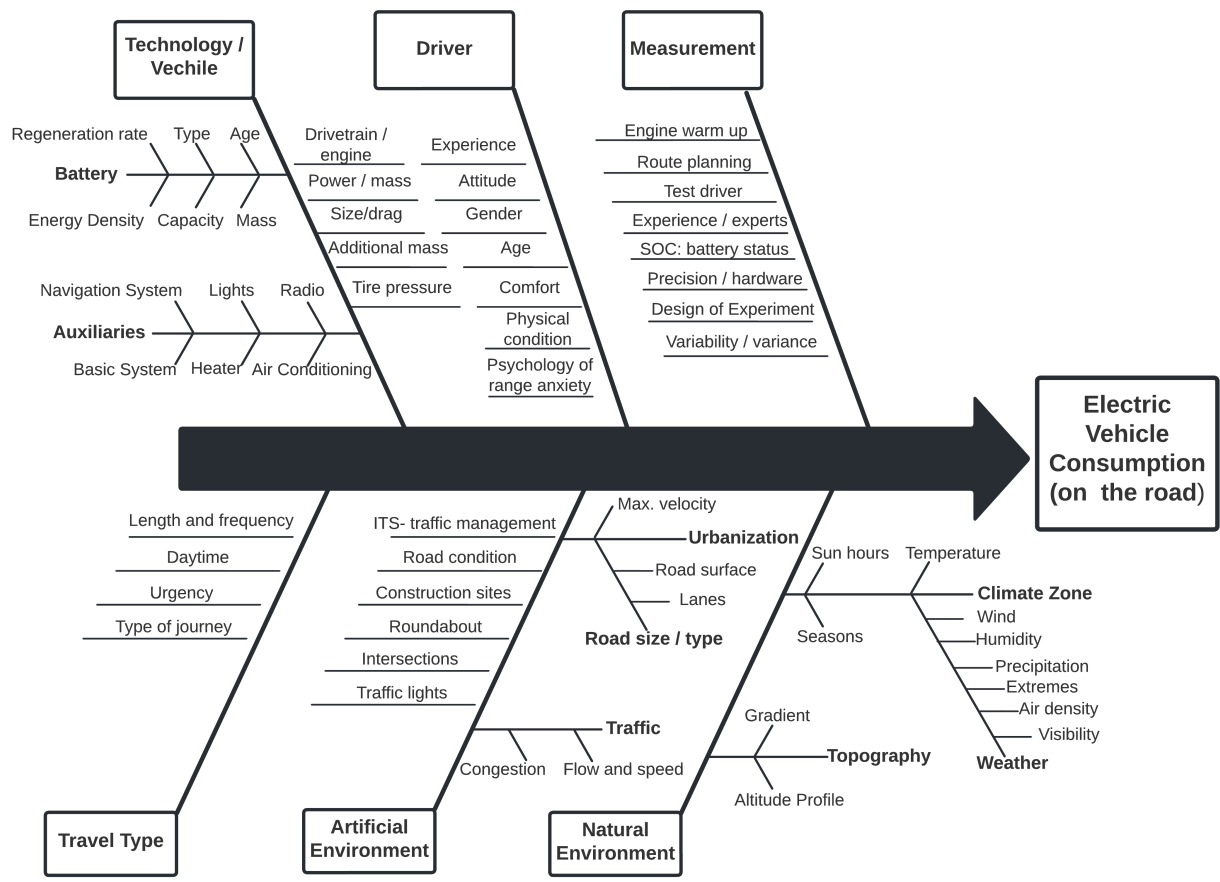 Technology /
Vechile
Driver
Measurement
Regeneration rate
Type
Age
Battery
Energy Density
Capacity
Mass
Navigation System
Lights
Radio
Auxiliaries
Basic System
Heater
Air Conditioning
Drivetrain /
engine
Power / mass
Size/drag
Additional mass
Tire pressure
Experience
Attitude
Gender
Age
Comfort
Physical
condition
Psychology of
range anxiety
Engine warm up
Route planning
Test driver
Experience / experts
SOC: battery status
Precision / hardware
Design of Experiment
Variability / variance
Electric
Vehicle
Consumption
(on  the road)
Length and frequency
Daytime
Urgency
Type of journey
ITS- traffic management
Road condition
Construction sites
Roundabout
Intersections
Traffic lights
Max. velocity
Urbanization
Road surface
Lanes
Road size / type
Traffic
Congestion
Flow and speed
Sun hours
Temperature
Climate Zone
Seasons
Wind
Humidity
Precipitation
Extremes
Air density
Visibility
Weather
Gradient
Topography
Altitude Profile
Travel Type
Artificial
Environment
Natural
Environment